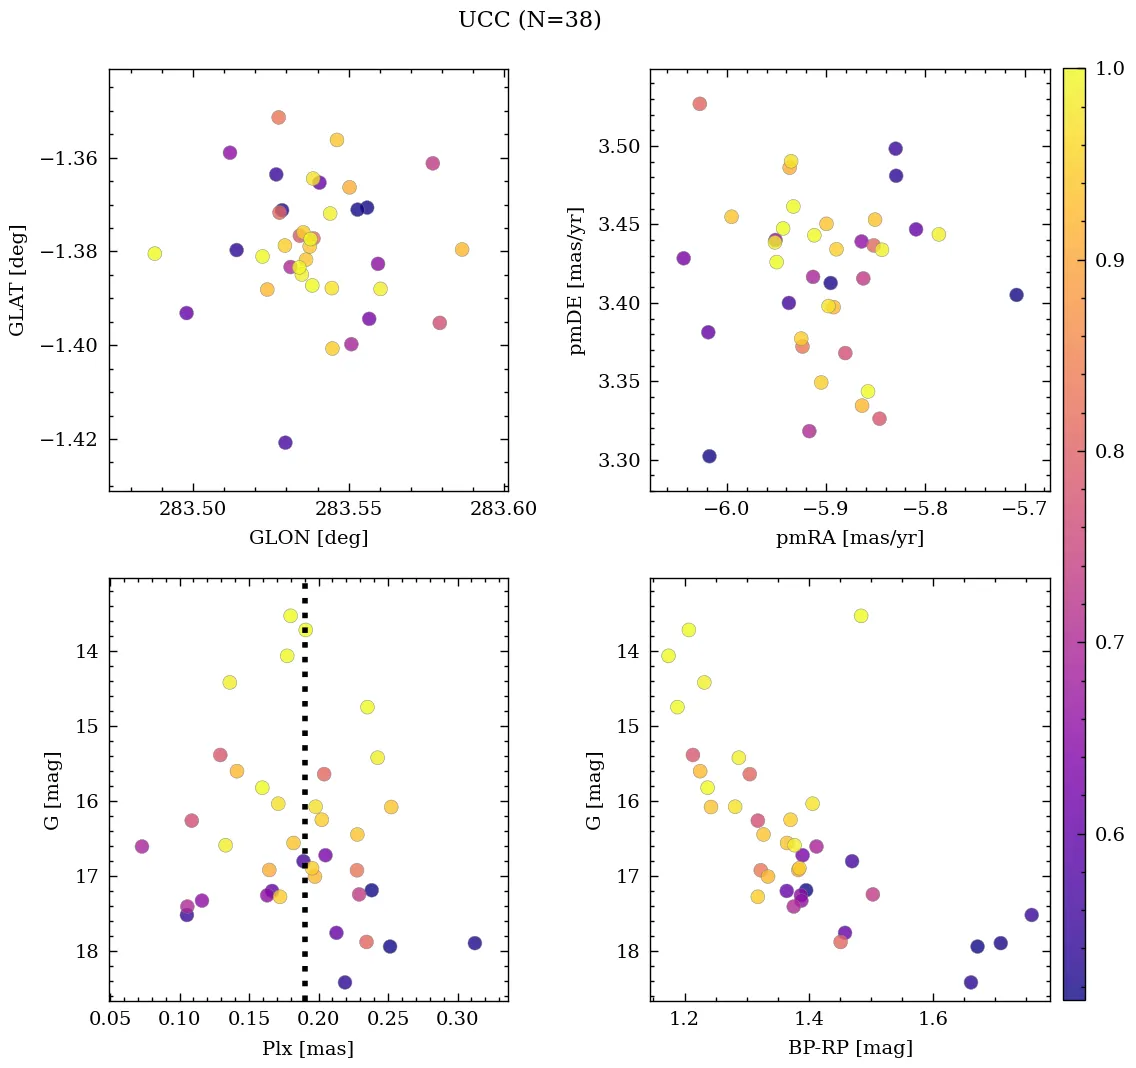 UCC (N=38)
−1.36
−1.38
−1.40
−1.42
GLAT [deg]
283.50 283.55 283.60
GLON [deg]
3.50
3.45
3.40
3.35
3.30
pmDE [mas/yr]
−6.0 −5.9 −5.8 −5.7
pmRA [mas/yr]
1.0
0.9
0.8
0.7
0.6
14
15
16
17
18
G [mag]
0.05 0.10 0.15 0.20 0.25 0.30
Plx [mas]
14
15
16
17
18
G [mag]
1.2 1.4 1.6
BP-RP [mag]